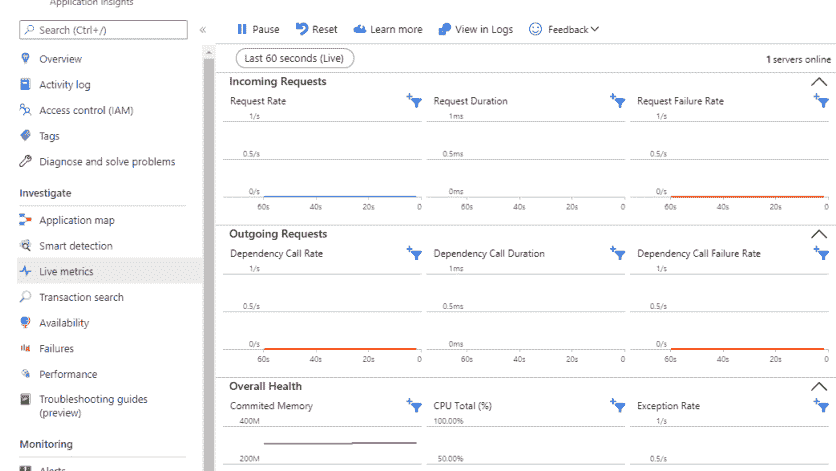 Application Insights
Search (Ctrl+/)
«
Pause
Reset
Learn more
View in Logs
Feedback
Overview
Activity log
Access control (IAM)
Tags
Diagnose and solve problems
Investigate
Application map
Smart detection
Live metrics
Transaction search
Availability
Failures
Performance
Troubleshooting guides
(preview)
Monitoring
Alerts
Last 60 seconds (Live)
1 servers online
Incoming Requests
Request Rate
1/s
0.5/s
0/s
60s 40s 20s 0
Request Duration
1ms
0.5ms
0ms
60s 40s 20s 0
Request Failure Rate
1/s
0.5/s
0/s
60s 40s 20s 0
Outgoing Requests
Dependency Call Rate
1/s
0.5/s
0/s
60s 40s 20s 0
Dependency Call Duration
1ms
0.5ms
0ms
60s 40s 20s 0
Dependency Call Failure Rate
1/s
0.5/s
0/s
60s 40s 20s 0
Overall Health
Commited Memory
400M
200M
CPU Total (%)
100.00%
50.00%
Exception Rate
1/s
0.5/s